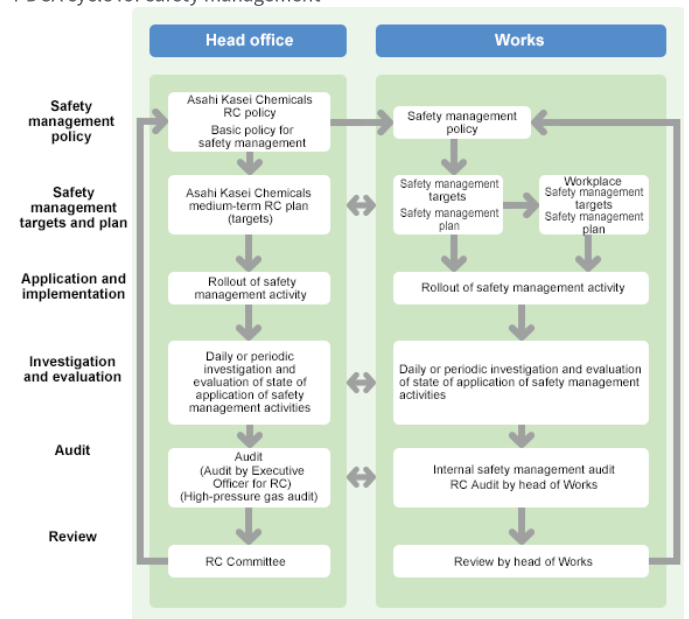 PDCA cycle for safety management
Head office
Works
Safety
management
policy
Asahi Kasei Chemicals
RC policy
Basic policy for
safety management
Safety management
policy
Safety
management
targets and plan
Asahi Kasei Chemicals
medium-term RC plan
(targets)
Safety management
targets
Safety management
plan
Workplace
Safety management
targets
Safety management
plan
Application and
implementation
Rollout of safety
management activity
Rollout of safety management activity
Investigation
and evaluation
Daily or periodic
investigation and
evaluation of state of
application of safety
management activities
Daily or periodic investigation and evaluation
of state of application of safety management
activities
Audit
Audit
(Audit by Executive
Officer for RC)
(High-pressure gas audit)
Internal safety management audit
RC Audit by head of Works
Review
RC Committee
Review by head of Works